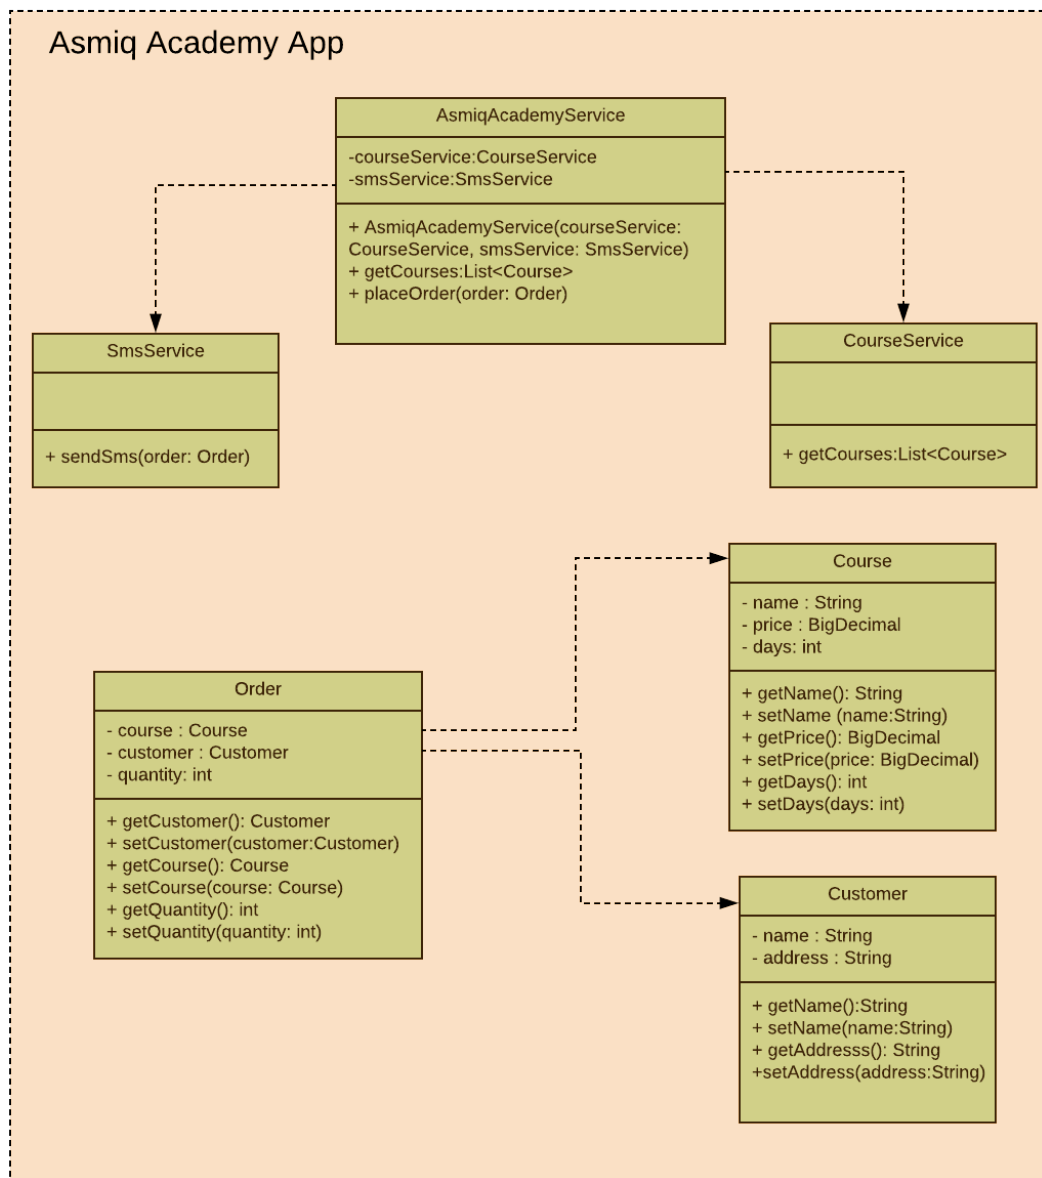 Asmiq Academy App
AsmiqAcademyService
-courseService:CourseService
-smsService:SmsService
+ AsmiqAcademyService(courseService:
CourseService, smsService: SmsService)
+ getCourses:List<Course>
+ placeOrder(order: Order)
SmsService
+ sendSms(order: Order)
CourseService
+ getCourses:List<Course>
Course
- name : String
- price : BigDecimal
- days: int
+ getName(): String
+ setName (name:String)
+ getPrice(): BigDecimal
+ setPrice(price: BigDecimal)
+ getDays(): int
+ setDays(days: int)
Order
- course : Course
- customer : Customer
- quantity: int
+ getCustomer(): Customer
+ setCustomer(customer:Customer)
+ getCourse(): Course
+ setCourse(course: Course)
+ getQuantity(): int
+ setQuantity(quantity: int)
Customer
- name : String
- address : String
+ getName():String
+ setName(name:String)
+ getAddresss(): String
+setAddress(address:String)